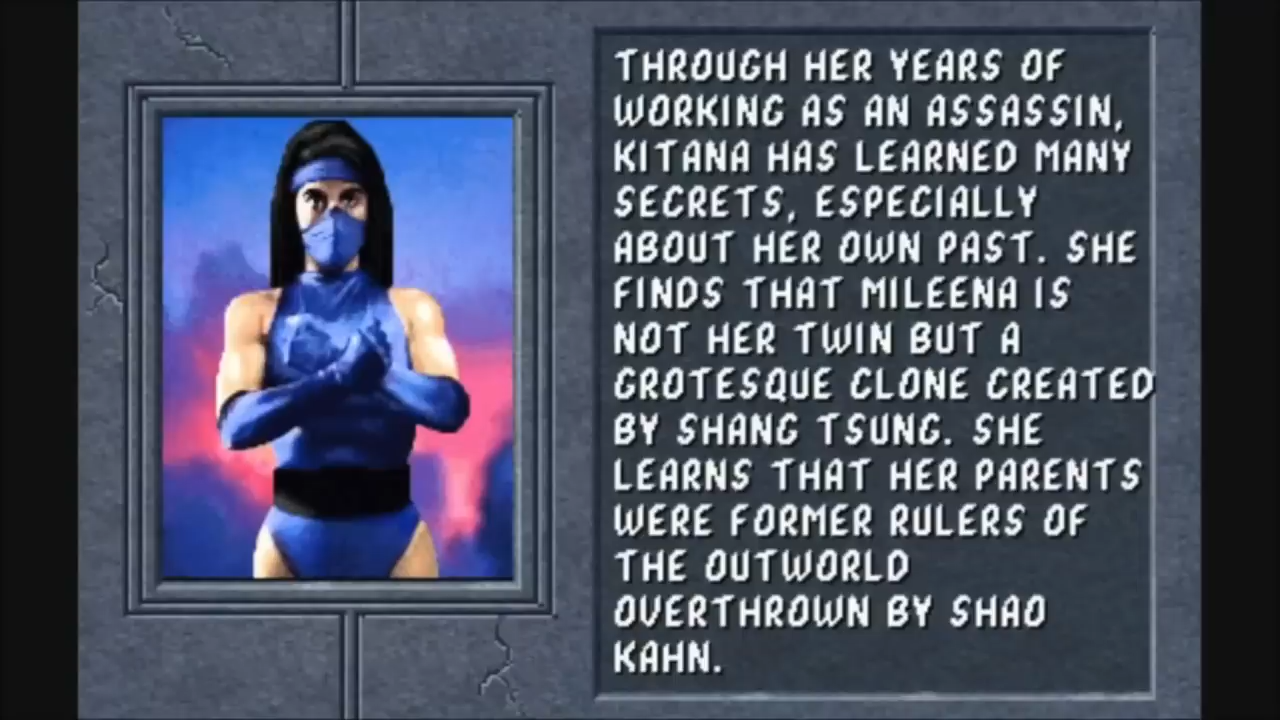 THROUGH HER YEARS OF
WORKING AS AN ASSASSIN,
KITANA HAS LEARNED MANY
SECRETS, ESPECIALLY
ABOUT HER OWN PAST. SHE
FINDS THAT MILEENA IS
NOT HER TWIN BUT A
GROTESQUE CLONE CREATED
BY SHANG TSUNG. SHE
LEARNS THAT HER PARENTS
WERE FORMER RULERS OF
THE OUTWORLD
OVERTHROWN BY SHAO
KAHN.